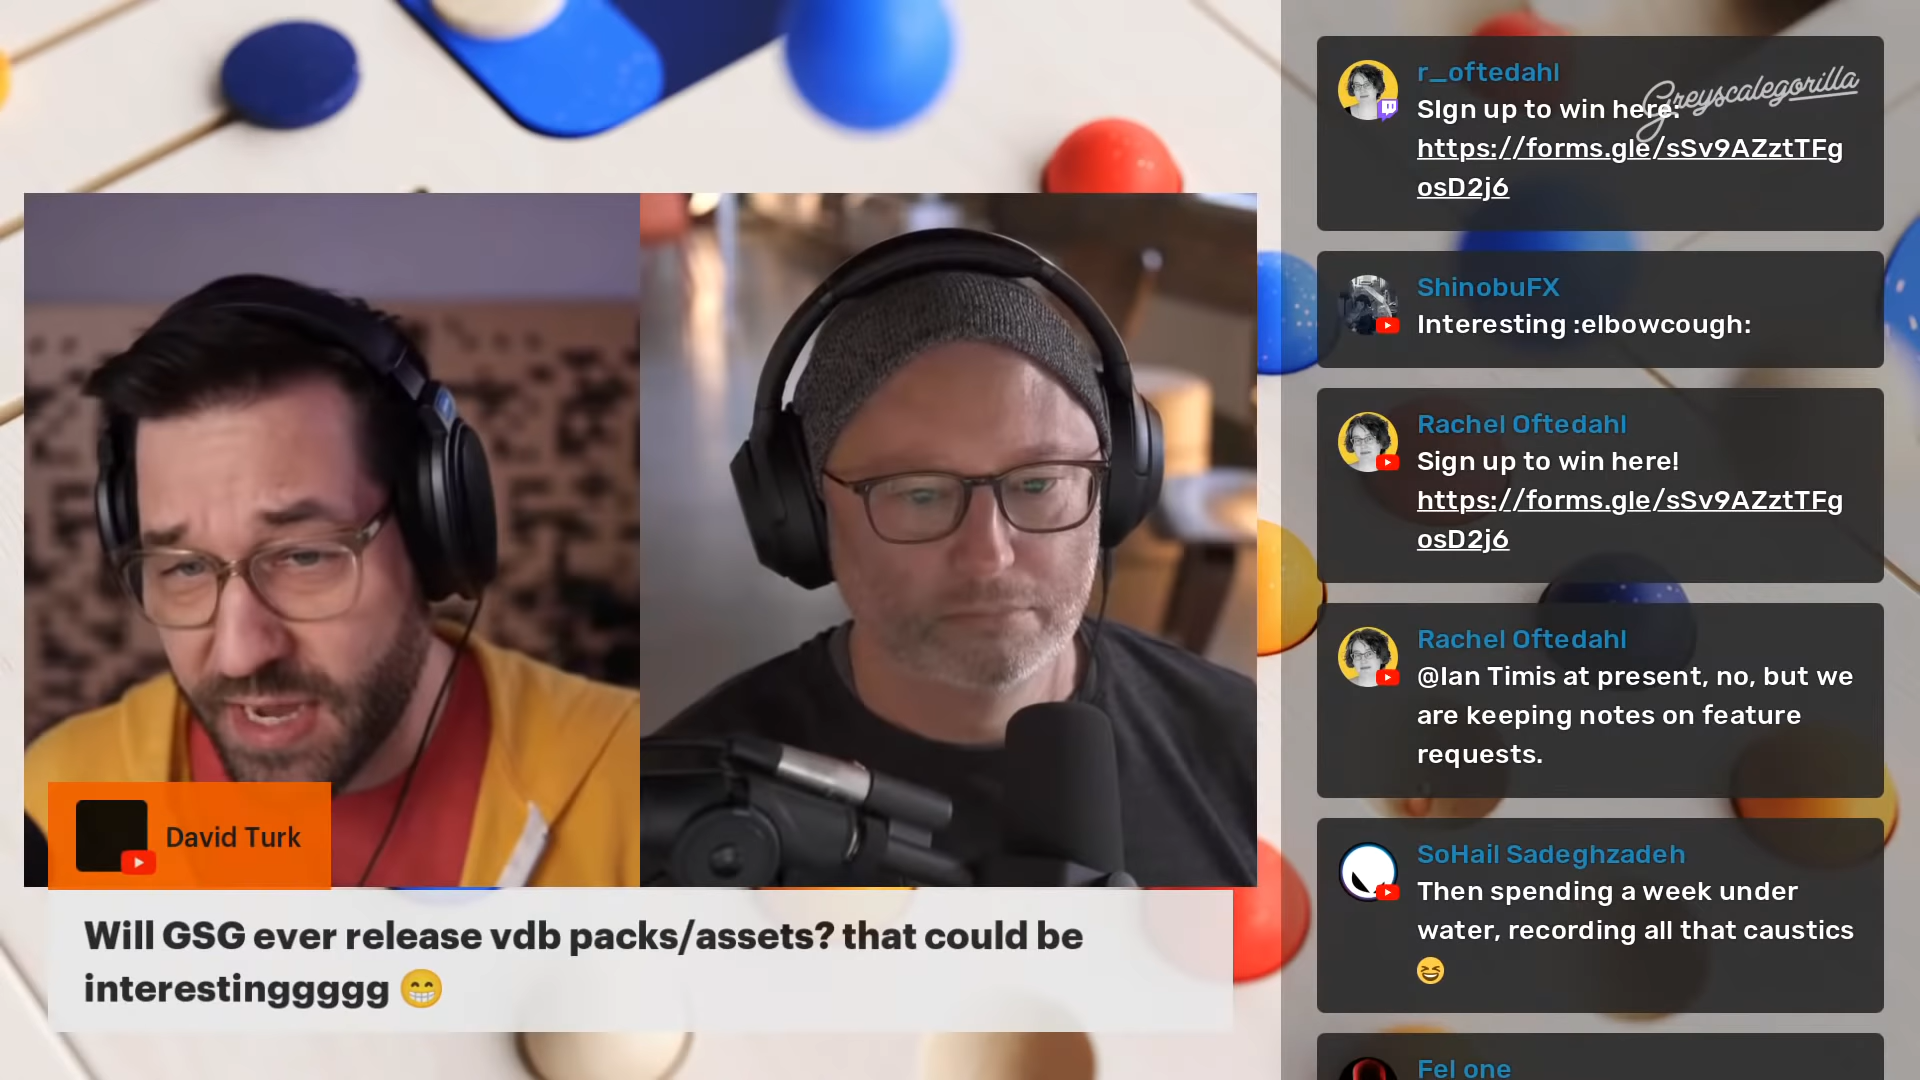 David Turk
Will GSG ever release vdb packs/assets? that could be
interestinggggg 😁
Greyscalegorilla
r_oftedahl
SIgn up to win here:
https://forms.gle/sSv9AZztTFg
osD2j6
ShinobuFX
Interesting :elbowcough:
Rachel Oftedahl
Sign up to win here!
https://forms.gle/sSv9AZztTFg
osD2j6
Rachel Oftedahl
@Ian Timis at present, no, but we
are keeping notes on feature
requests.
SoHail Sadeghzadeh
Then spending a week under
water, recording all that caustics
😆
Fel one